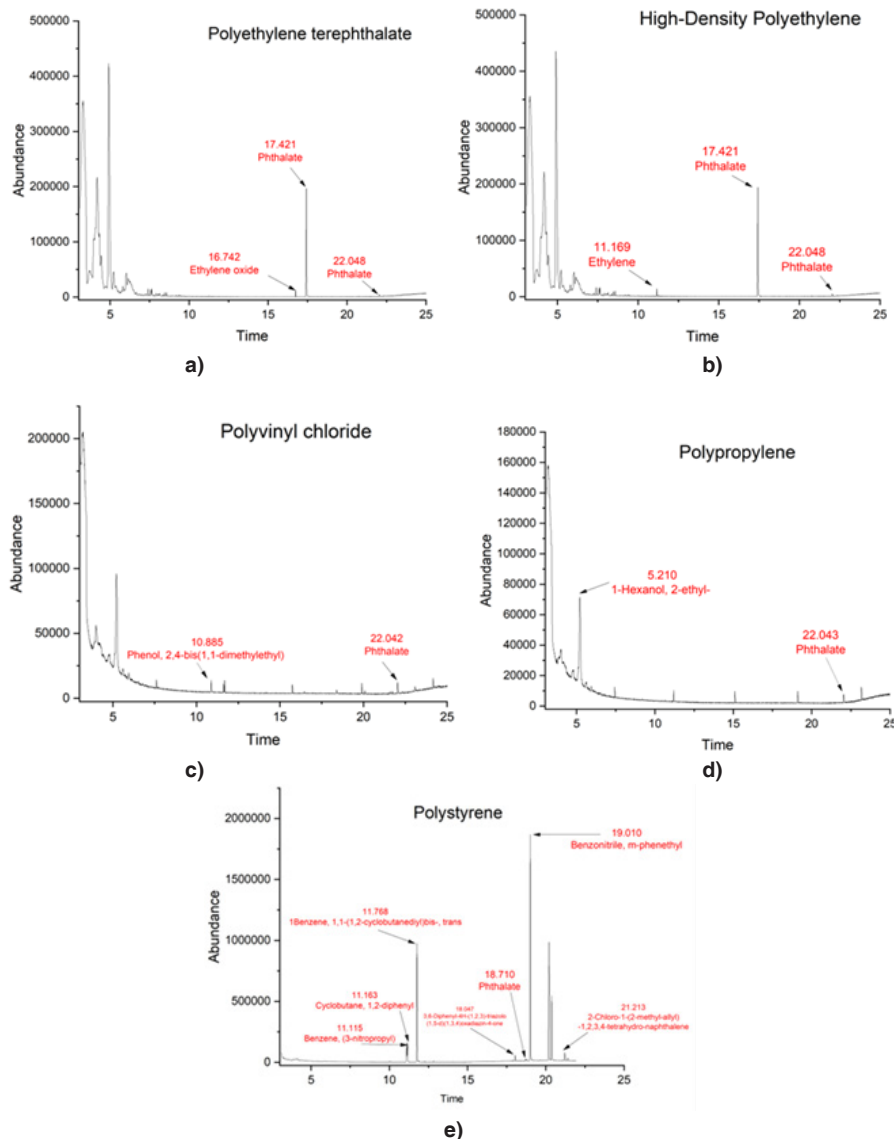 Polyethylene terephthalate
500000
400000
300000
200000
100000
0
Abundance
17.421
Phthalate
16.742
Ethylene oxide
22.048
Phthalate
5
10
15
20
25
Time
a)
High-Density Polyethylene
500000
400000
300000
200000
100000
0
Abundance
17.421
Phthalate
11.169
Ethylene
22.048
Phthalate
5
10
15
20
25
Time
b)
Polyvinyl chloride
200000
150000
100000
50000
0
Abundance
10.885
Phenol, 2,4-bis(1,1-dimethylethyl)
22.042
Phthalate
5
10
15
20
25
Time
c)
Polypropylene
180000
160000
140000
120000
100000
80000
60000
40000
20000
0
Abundance
5.210
1-Hexanol, 2-ethyl-
22.043
Phthalate
5
10
15
20
25
Time
d)
Polystyrene
2000000
1500000
1000000
500000
0
Abundance
19.010
Benzonitrile, m-phenethyl
11.768
1Benzene, 1,1-(1,2-cyclobutanediyl)bis-, trans
11.163
Cyclobutane, 1,2-diphenyl
11.115
Benzene, (3-nitropropyl)
18.047
18.710
Phthalate
21.213
2-Chloro-1-(2-methyl-allyl)
-1,2,3,4-tetrahydro-naphthalene
5
10
15
20
25
Time
e)